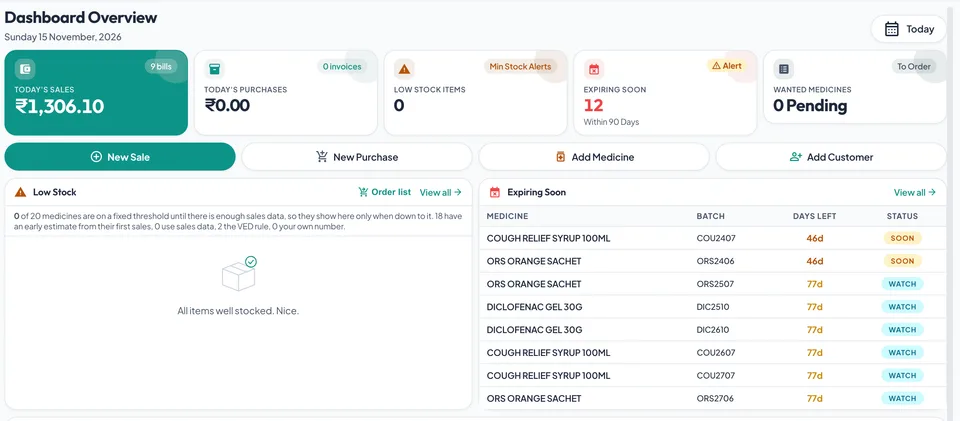 Dashboard Overview
Sunday 15 November, 2026
Today
9 bills
TODAY'S SALES
₹1,306.10
0 invoices
TODAY'S PURCHASES
₹0.00
Min Stock Alerts
LOW STOCK ITEMS
0
Alert
EXPIRING SOON
12
Within 90 Days
To Order
WANTED MEDICINES
0 Pending
New Sale
New Purchase
Add Medicine
Add Customer
Low Stock
Order list
View all →
0 of 20 medicines are on a fixed threshold until there is enough sales data, so they show here only when down to it. 18 have
an early estimate from their first sales, 0 use sales data, 2 the VED rule, 0 your own number.
All items well stocked. Nice.
Expiring Soon
View all →
MEDICINE BATCH DAYS LEFT STATUS
COUGH RELIEF SYRUP 100ML COU2407 46d SOON
ORS ORANGE SACHET ORS2406 46d SOON
ORS ORANGE SACHET ORS2507 77d WATCH
DICLOFENAC GEL 30G DIC2510 77d WATCH
DICLOFENAC GEL 30G DIC2610 77d WATCH
COUGH RELIEF SYRUP 100ML COU2607 77d WATCH
COUGH RELIEF SYRUP 100ML COU2707 77d WATCH
ORS ORANGE SACHET ORS2706 77d WATCH